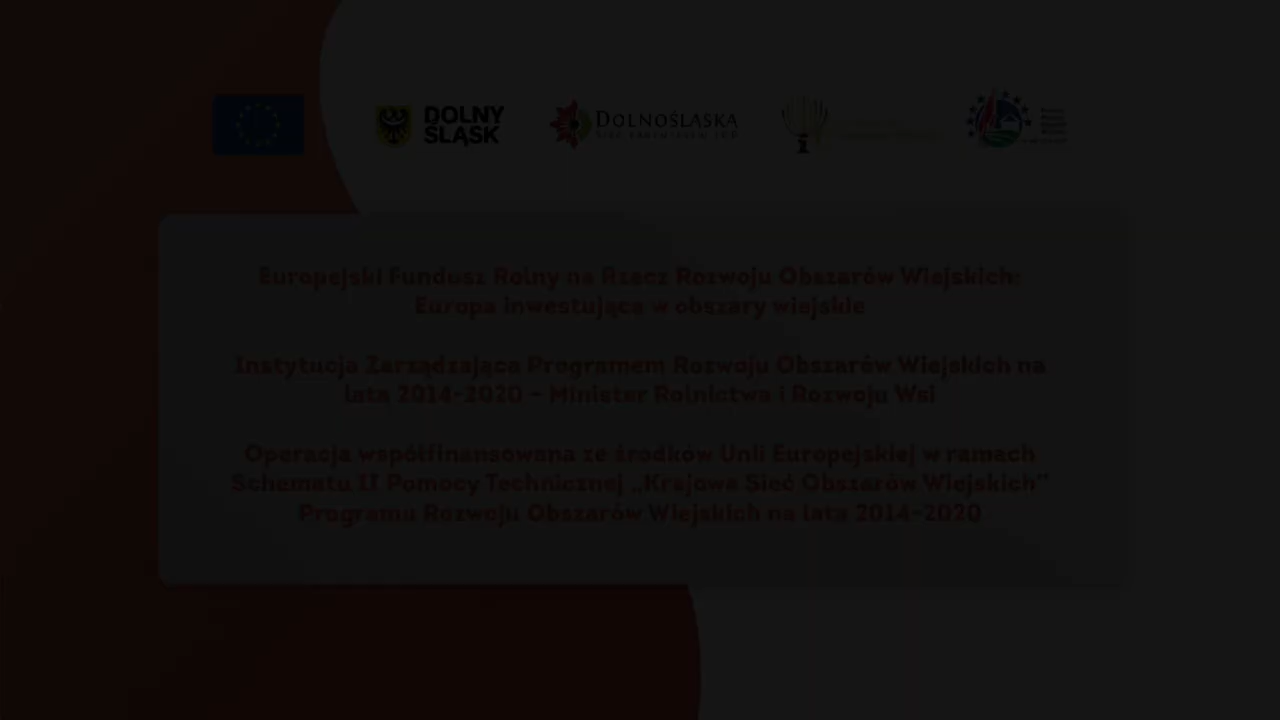 DOLNY
ŚLĄSK
DOLNOŚLĄSKA
Europejski Fundusz Rolny na Rzecz Rozwoju Obszarów Wiejskich:
Europa inwestująca w obszary wiejskie
Instytucja Zarządzająca Programem Rozwoju Obszarów Wiejskich na
lata 2014-2020 – Minister Rolnictwa i Rozwoju Wsi
Operacja współfinansowana ze środków Unii Europejskiej w ramach
Schematu II Pomocy Technicznej „Krajowa Sieć Obszarów Wiejskich”
Programu Rozwoju Obszarów Wiejskich na lata 2014-2020